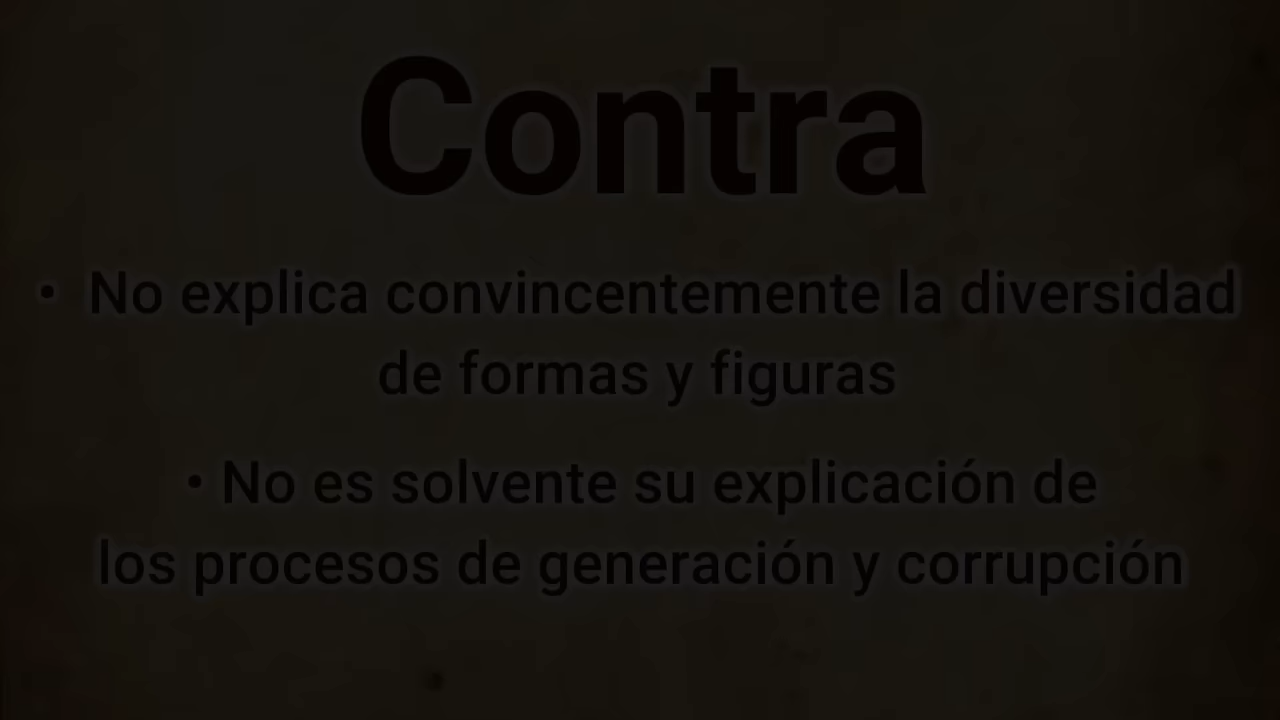 Contra
• No explica convincentemente la diversidad
de formas y figuras
• No es solvente su explicación de
los procesos de generación y corrupción